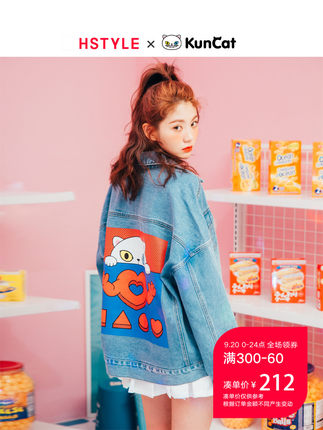 HSTYLE × KunCat
9.20 0-24点 全场领券
满300-60
凑单价 ¥ 212
凑单价仅供参考
根据订单金额不同产生变动